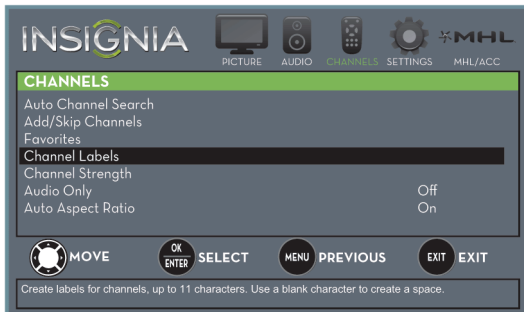 INSIGNIA
PICTURE AUDIO CHANNELS SETTINGS MHL MHL/ACC
CHANNELS
Auto Channel Search
Add/Skip Channels
Favorites
Channel Labels
Channel Strength
Audio Only Off
Auto Aspect Ratio On
MOVE OK ENTER SELECT MENU PREVIOUS EXIT EXIT
Create labels for channels, up to 11 characters. Use a blank character to create a space.